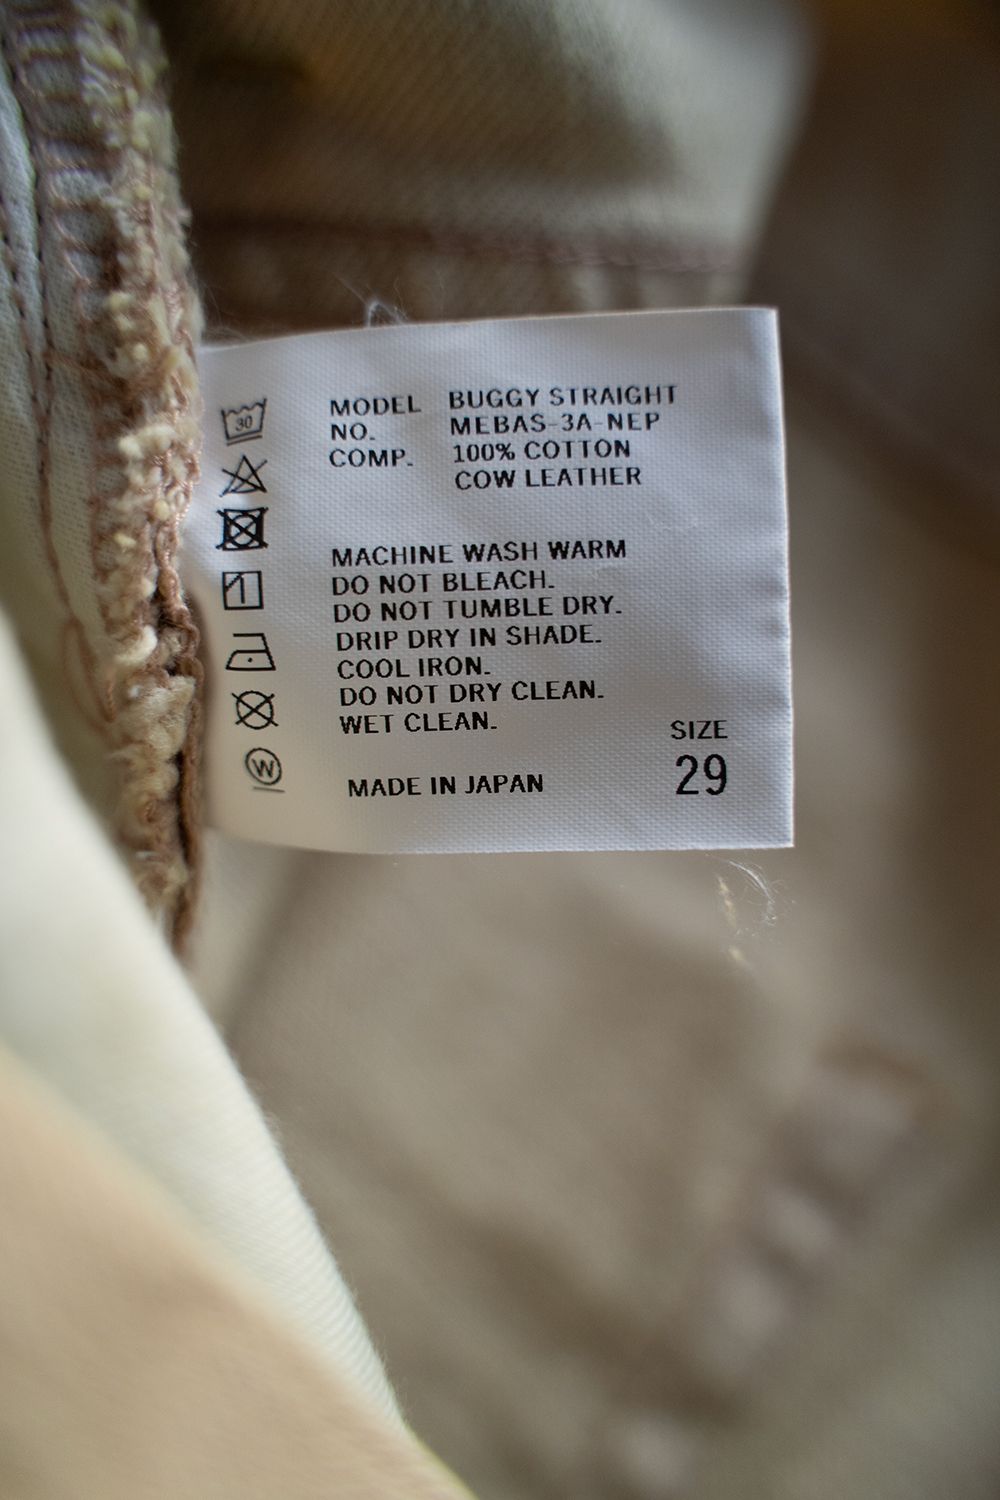 30
MODEL BUGGY STRAIGHT
NO. MEBAS-3A-NEP
COMP. 100% COTTON
COW LEATHER
MACHINE WASH WARM
DO NOT BLEACH.
DO NOT TUMBLE DRY.
DRIP DRY IN SHADE.
COOL IRON.
DO NOT DRY CLEAN.
WET CLEAN.
W
SIZE
29
MADE IN JAPAN